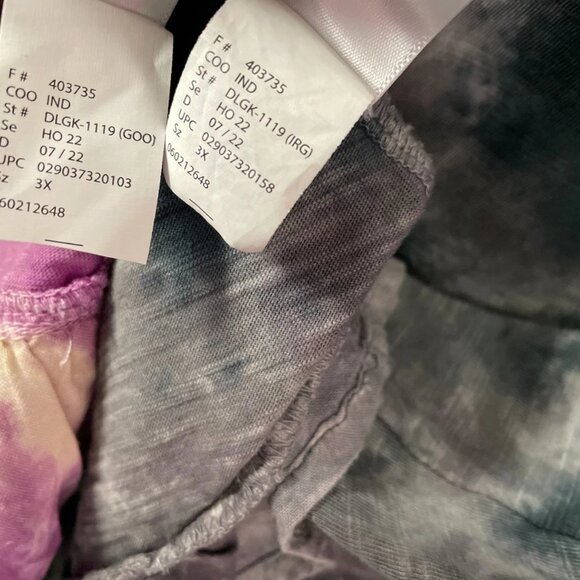 F # 403735
COO IND
St # DLGK-1119 (GOO)
Se HO 22
D 07 / 22
UPC 029037320103
Sz 3X
060212648
F # 403735
COO IND
St # DLGK-1119 (IRG)
Se HO 22
D 07 / 22
UPC 029037320158
SZ 3X
060212648